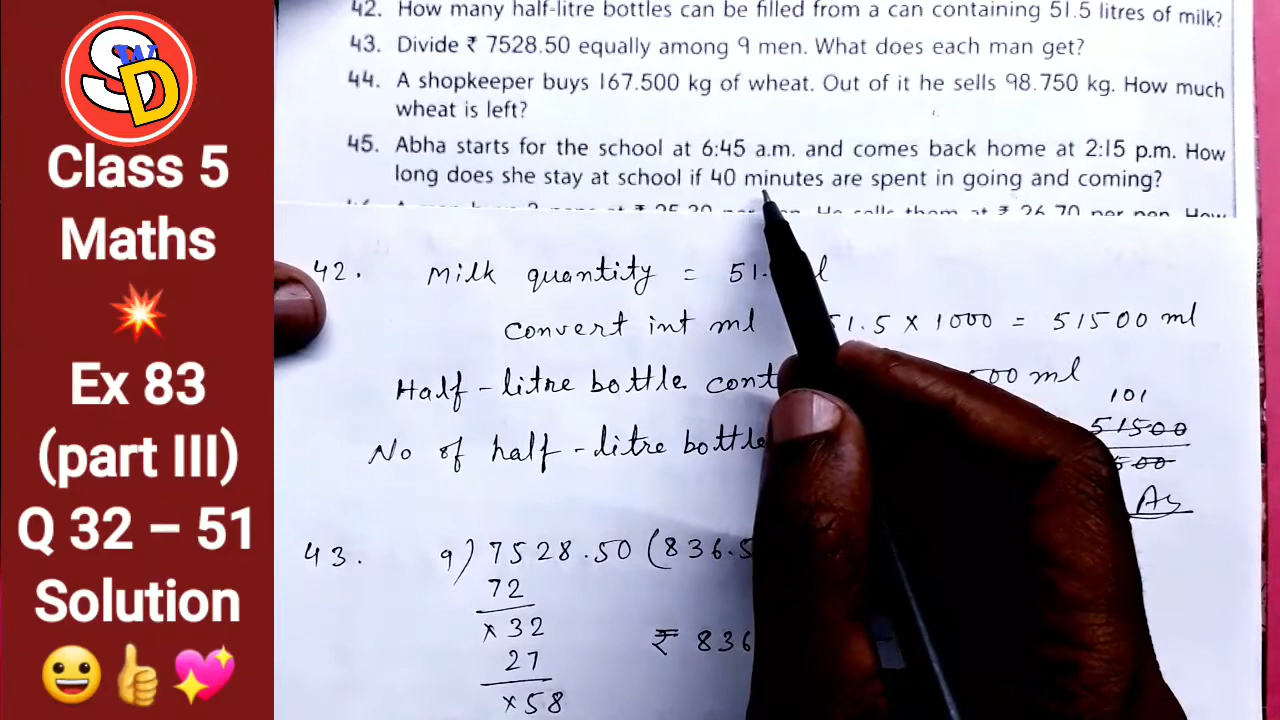 SWD
Class 5
Maths
💥
Ex 83
(part III)
Q 32 – 51
Solution
😀👍💖
42. How many half-litre bottles can be filled from a can containing 51.5 litres of milk?
43. Divide ₹ 7528.50 equally among 9 men. What does each man get?
44. A shopkeeper buys 167.500 kg of wheat. Out of it he sells 98.750 kg. How much
wheat is left?
45. Abha starts for the school at 6:45 a.m. and comes back home at 2:15 p.m. How
long does she stay at school if 40 minutes are spent in going and coming?
42. Milk quantity = 51. l
convert int ml 51.5 × 1000 = 51500 ml
Half-litre bottle cont 500 ml
101
No of half-litre bottle 51500
500
Ans
43. 9) 7528.50 (836.5
72
×32
27 ₹ 836
×58